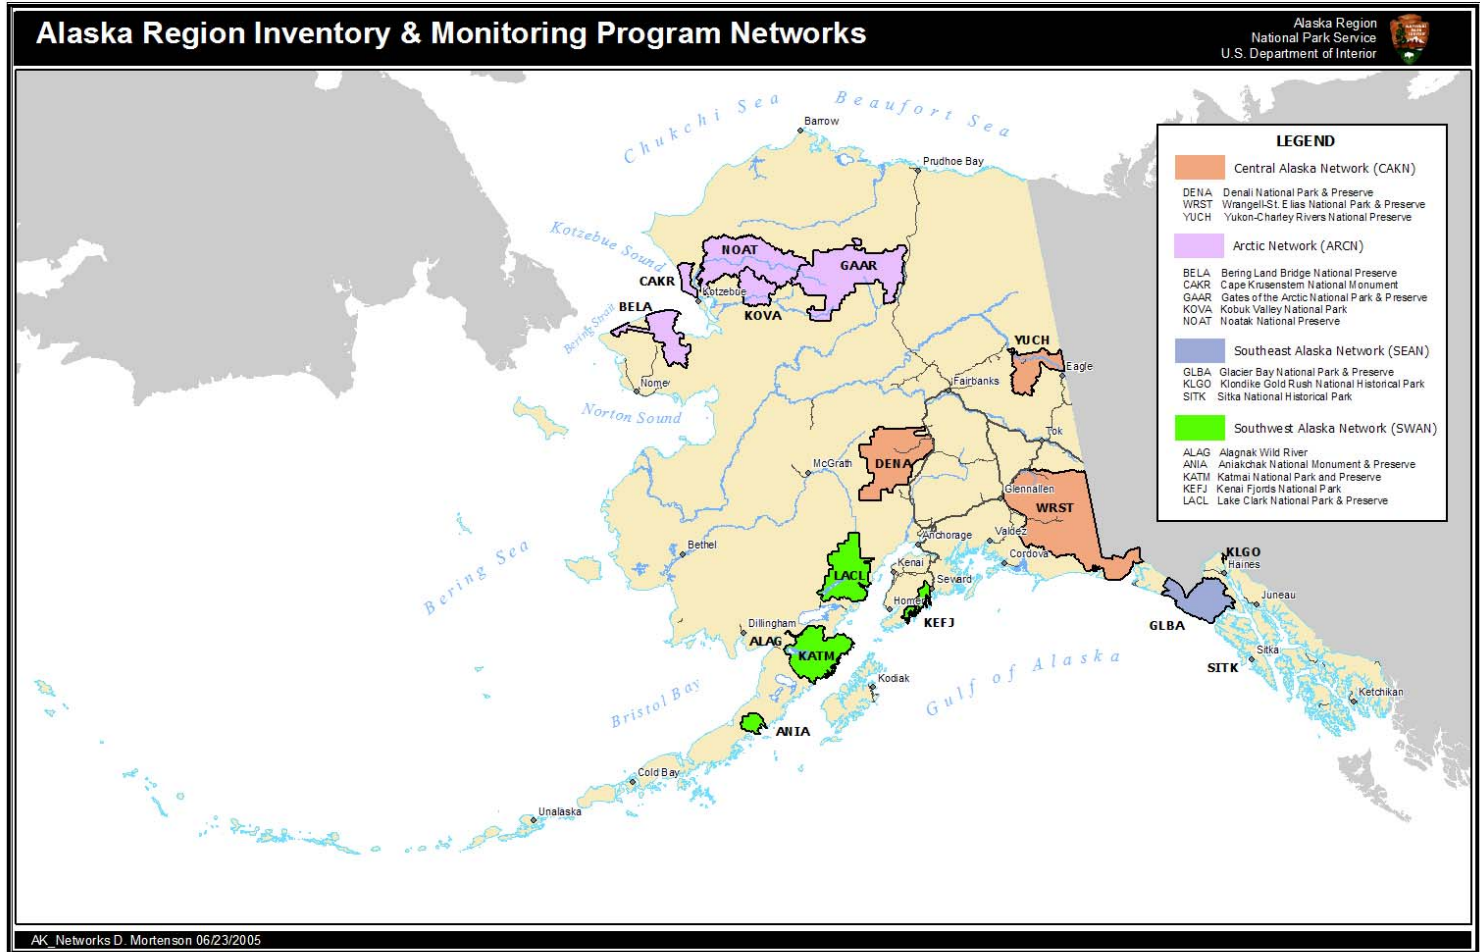 Alaska Region Inventory & Monitoring Program Networks
Alaska Region
National Park Service
U.S. Department of Interior
Chukchi Sea
Beaufort Sea
Barrow
Prudhoe Bay
Kotzebue Sound
NOAT
GAAR
CAKR
Kotzebue
KOVA
BELA
Bering Strait
Nome
Norton Sound
YUCH
Eagle
Fairbanks
Tok
DENA
McGrath
Glennallen
WRST
Bethel
Bering Sea
Anchorage
Valdez
Cordova
Kenai
LACL
Seward
Homer
KEFJ
KLGO
Haines
Juneau
GLBA
Dillingham
ALAG
KATM
Sitka
SITK
Kodiak
Gulf of Alaska
Ketchikan
Bristol Bay
ANIA
Cold Bay
Unalaska
LEGEND
Central Alaska Network (CAKN)
DENA Denali National Park & Preserve
WRST Wrangell-St. Elias National Park & Preserve
YUCH Yukon-Charley Rivers National Preserve
Arctic Network (ARCN)
BELA Bering Land Bridge National Preserve
CAKR Cape Krusenstern National Monument
GAAR Gates of the Arctic National Park & Preserve
KOVA Kobuk Valley National Park
NOAT Noatak National Preserve
Southeast Alaska Network (SEAN)
GLBA Glacier Bay National Park & Preserve
KLGO Klondike Gold Rush National Historical Park
SITK Sitka National Historical Park
Southwest Alaska Network (SWAN)
ALAG Alagnak Wild River
ANIA Aniakchak National Monument & Preserve
KATM Katmai National Park and Preserve
KEFJ Kenai Fjords National Park
LACL Lake Clark National Park & Preserve
AK_Networks D. Mortenson 06/23/2005